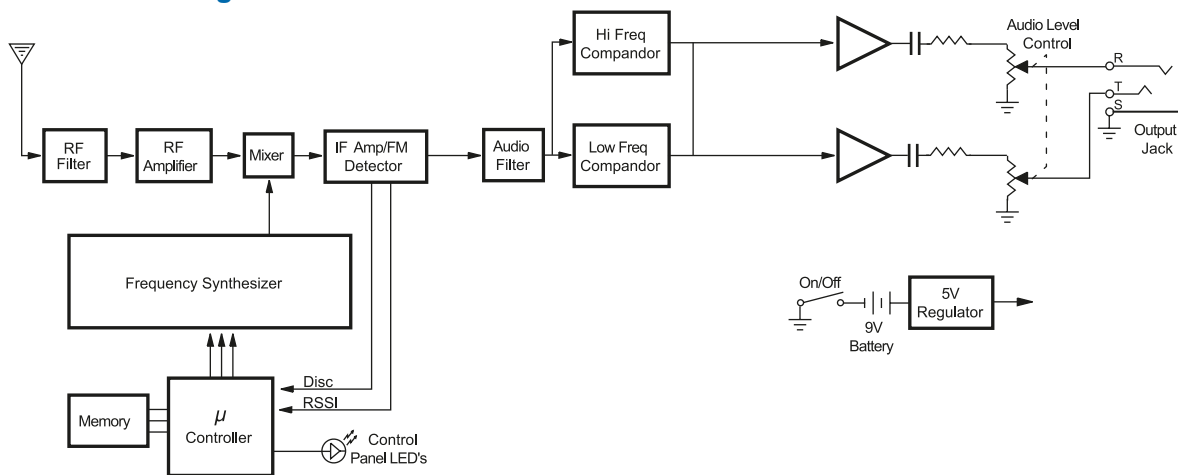 Hi Freq
Compandor
Audio Level
Control
R
T
S
Output
Jack
RF
Filter
RF
Amplifier
Mixer
IF Amp/FM
Detector
Audio
Filter
Low Freq
Compandor
Frequency Synthesizer
On/Off
9V
Battery
5V
Regulator
Disc
RSSI
Memory
μ
Controller
Control
Panel LED's